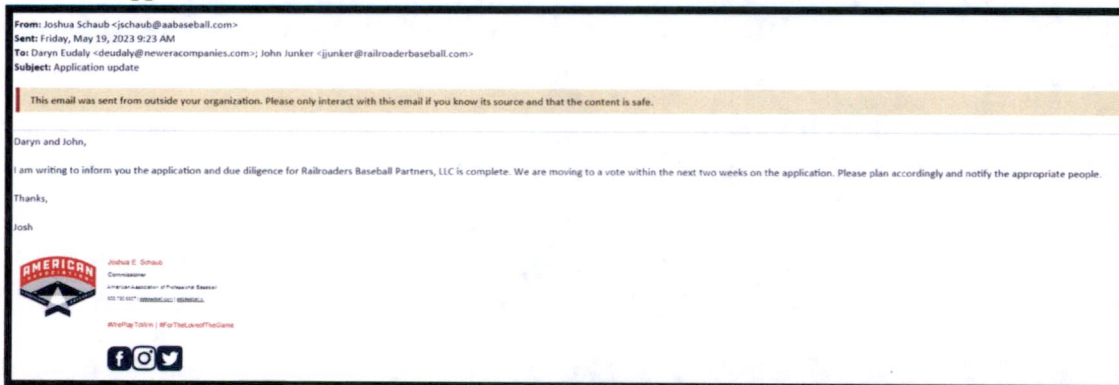 From: Joshua Schaub <jschaub@aabaseball.com>
Sent: Friday, May 19, 2023 9:23 AM
To: Daryn Eudaly <deudaly@neweracompanies.com>; John Junker <jjunker@railroaderbaseball.com>
Subject: Application update
This email was sent from outside your organization. Please only interact with this email if you know its source and that the content is safe.
Daryn and John,
I am writing to inform you the application and due diligence for Railroaders Baseball Partners, LLC is complete. We are moving to a vote within the next two weeks on the application. Please plan accordingly and notify the appropriate people.
Thanks,
Josh
AMERICAN
Joshua E. Schaub
Commissioner
American Association of Professional Baseball
#WePlayToWin | #ForTheLoveofTheGame